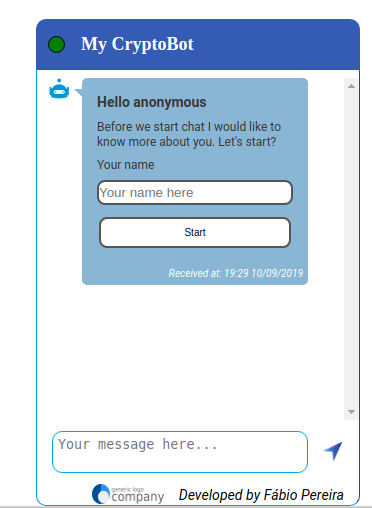 My CryptoBot
Hello anonymous
Before we start chat I would like to
know more about you. Let's start?
Your name
Your name here
Start
Received at: 19:29 10/09/2019
Your message here...
generic logo
company
Developed by Fábio Pereira